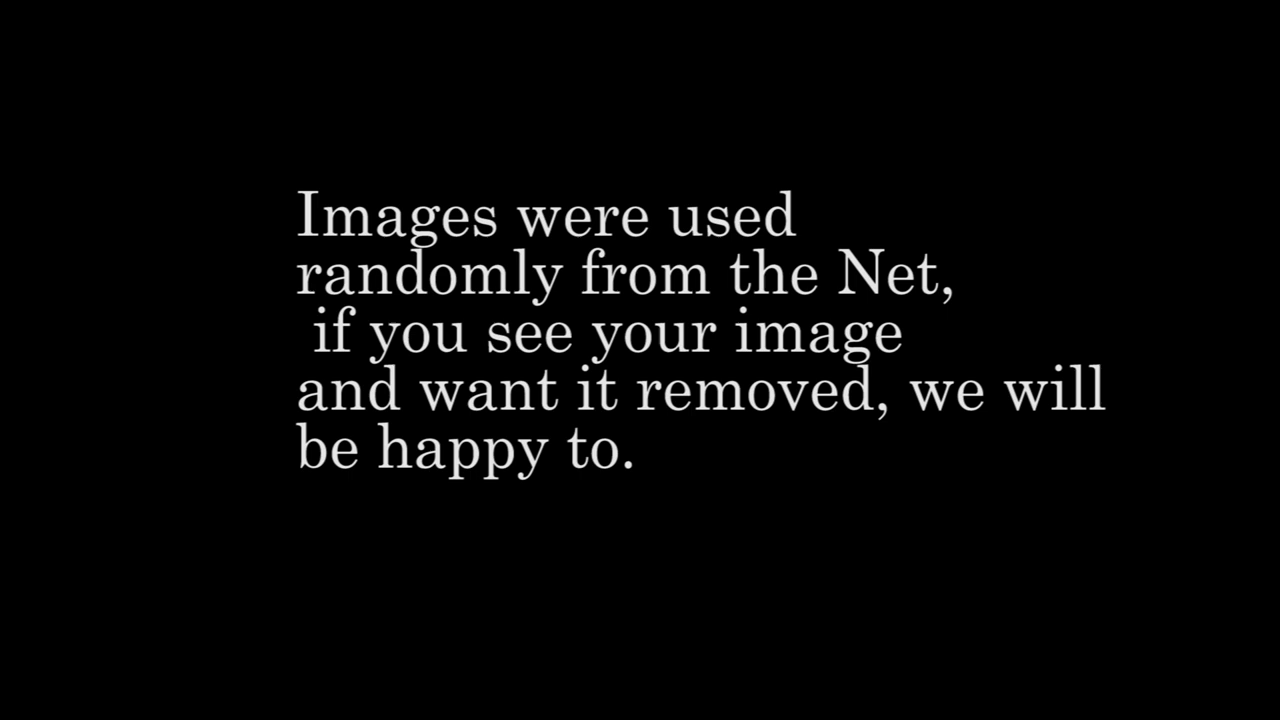 Images were used
randomly from the Net,
if you see your image
and want it removed, we will
be happy to.